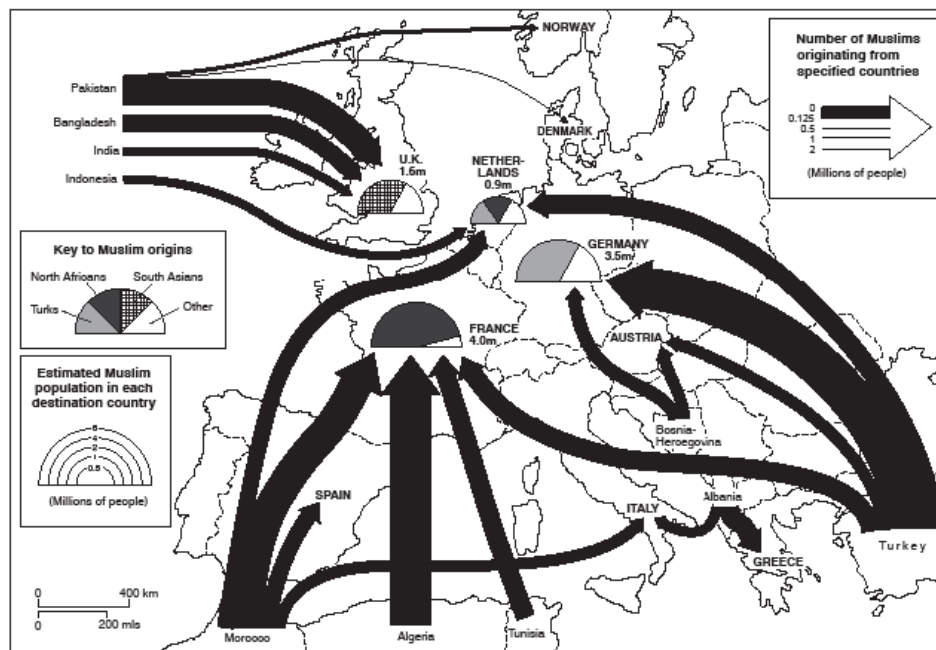 NORWAY
Number of Muslims
originating from
specified countries
0
0.125
0.5
1
2
(Millions of people)
Pakistan
Bangladesh
India
Indonesia
DENMARK
U.K.
1.6m
NETHER-
LANDS
0.9m
GERMANY
3.5m
Key to Muslim origins
North Africans
South Asians
Turks
Other
FRANCE
4.0m
AUSTRIA
Estimated Muslim
population in each
destination country
6
4
2
1
0.5
(Millions of people)
Bosnia-
Hercegovina
SPAIN
ITALY
Albania
Turkey
GREECE
0
400 km
0
200 mls
Morocco
Algeria
Tunisia